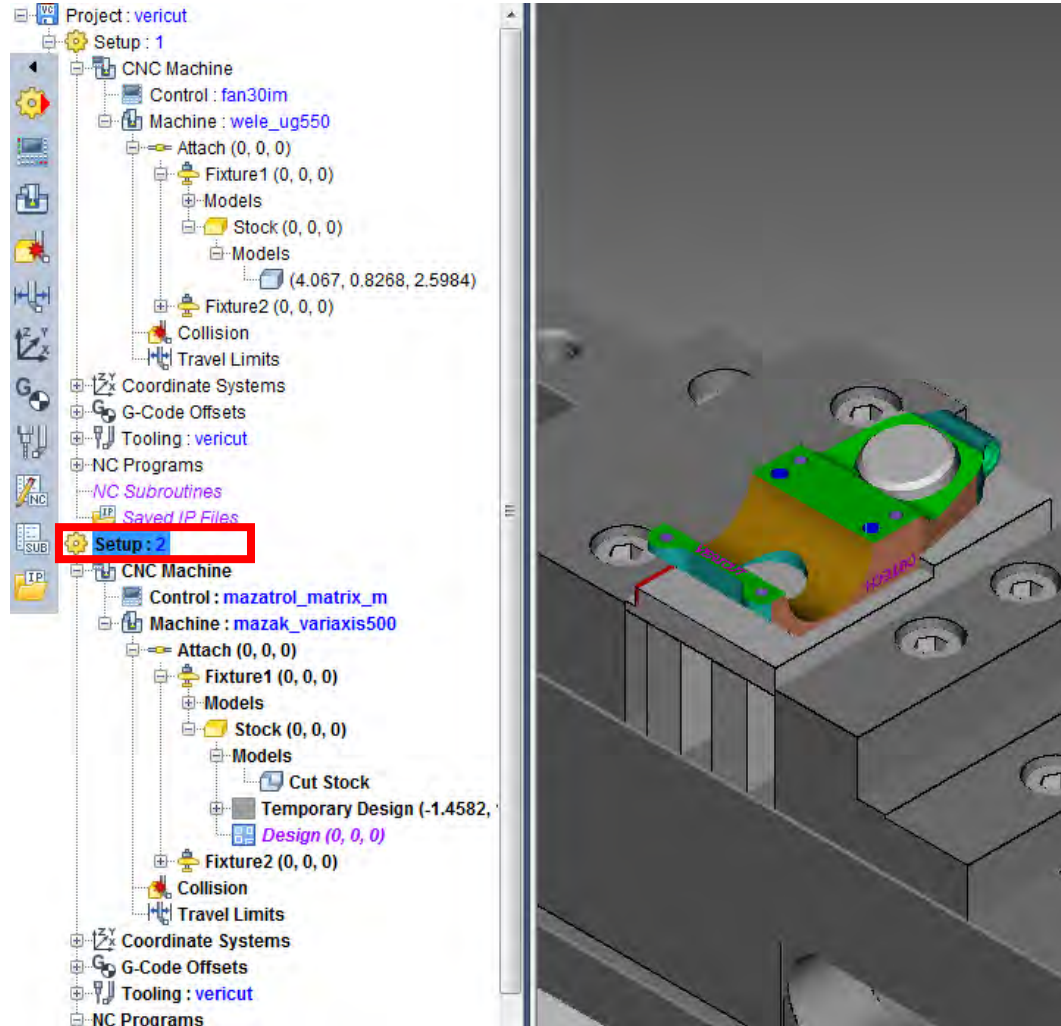 Project : vericut
Setup : 1
CNC Machine
Control : fan30im
Machine : wele_ug550
Attach (0, 0, 0)
Fixture1 (0, 0, 0)
Models
Stock (0, 0, 0)
Models
(4.067, 0.8268, 2.5984)
Fixture2 (0, 0, 0)
Collision
Travel Limits
Coordinate Systems
G-Code Offsets
Tooling : vericut
NC Programs
NC Subroutines
Saved IP Files
Setup : 2
CNC Machine
Control : mazatrol_matrix_m
Machine : mazak_variaxis500
Attach (0, 0, 0)
Fixture1 (0, 0, 0)
Models
Stock (0, 0, 0)
Models
Cut Stock
Temporary Design (-1.4582,
Design (0, 0, 0)
Fixture2 (0, 0, 0)
Collision
Travel Limits
Coordinate Systems
G-Code Offsets
Tooling : vericut
NC Programs